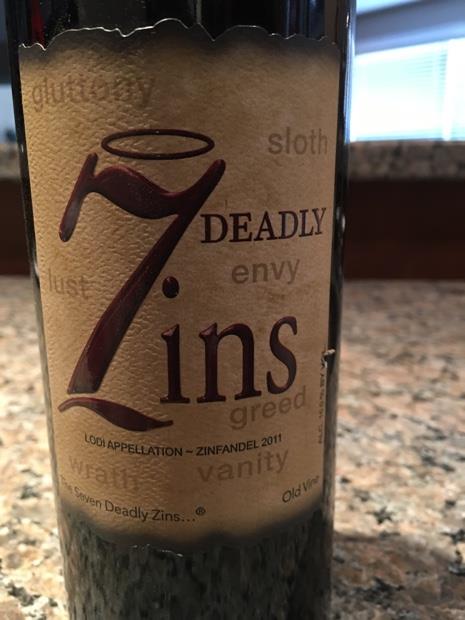 gluttony
sloth
7 DEADLY
lust
envy
Zins
greed
LODI APPELLATION ~ ZINFANDEL 2011
wrath
vanity
The Seven Deadly Zins...®
Old Vine